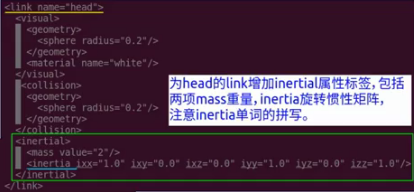 <link name="head">
<visual>
<geometry>
<sphere radius="0.2"/>
</geometry>
<material name="white"/>
</visual>
<collision>
<geometry>
<sphere radius="0.2"/>
</geometry>
</collision>
为head的link增加inertial属性标签，包括
两项mass重量，inertia旋转惯性矩阵，
注意inertia单词的拼写。
<inertial>
<mass value="2"/>
<inertia ixx="1.0" ixy="0.0" ixz="0.0" iyy="1.0" iyz="0.0" izz="1.0"/>
</inertial>
</link>